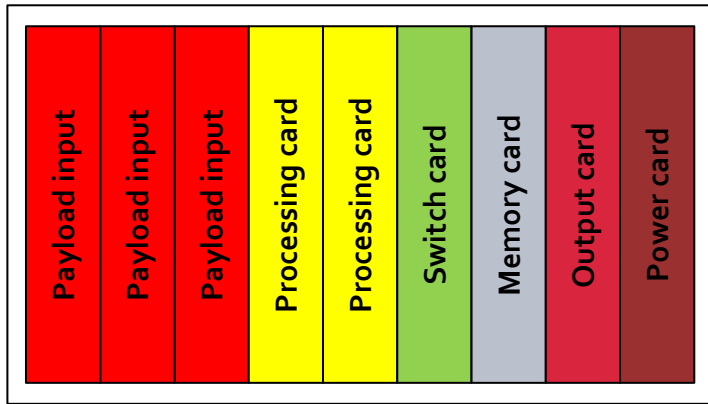 Payload input
Payload input
Payload input
Processing card
Processing card
Switch card
Memory card
Output card
Power card